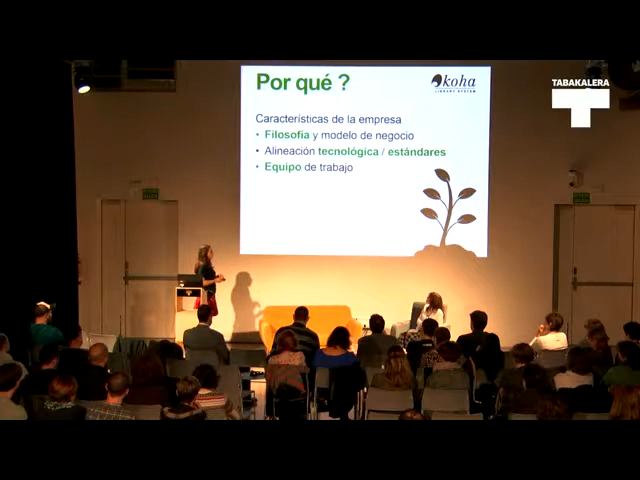 Por qué ?
koha
LIBRARY SYSTEM
TABAKALERA
Características de la empresa
• Filosofía y modelo de negocio
• Alineación tecnológica / estándares
• Equipo de trabajo